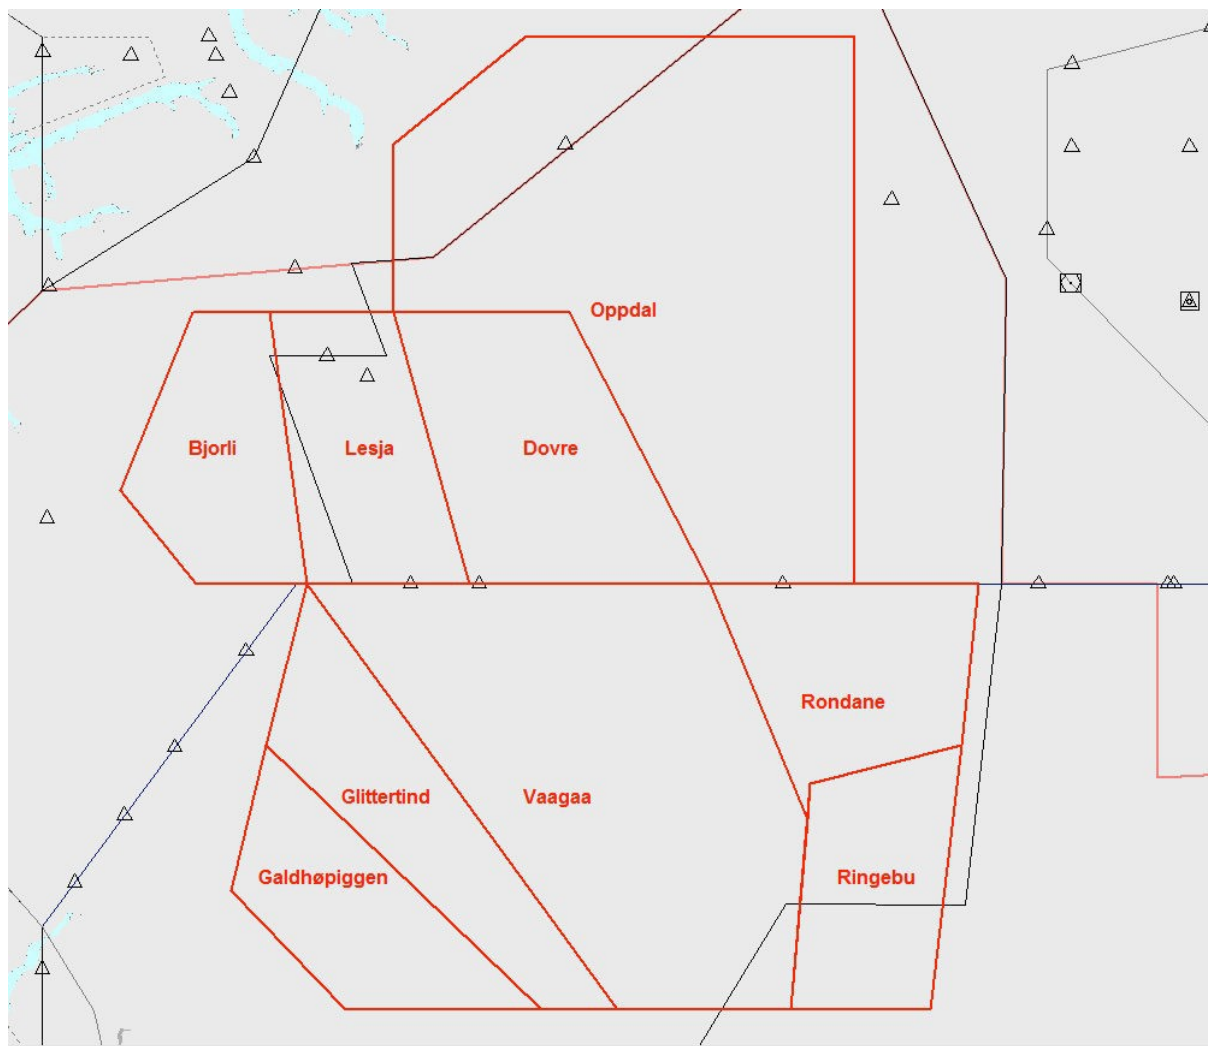 Oppdal
Bjorli
Lesja
Dovre
Rondane
Glittertind
Vaagaa
Galdhøpiggen
Ringebu